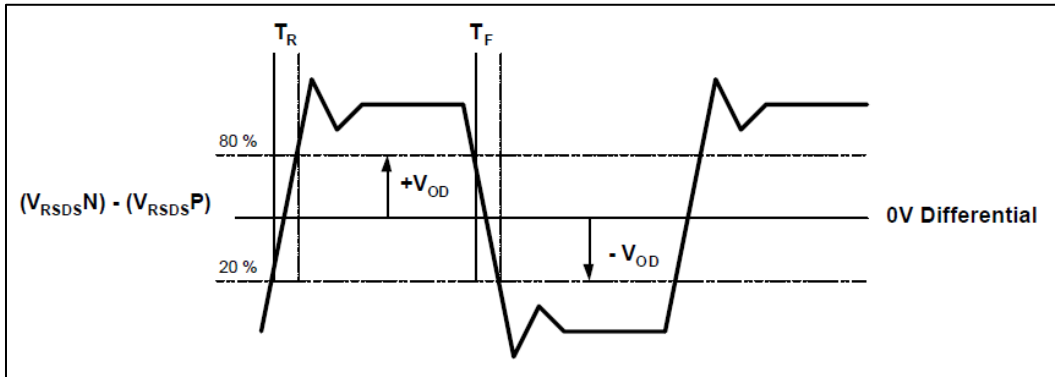 T_R T_F
80 %
+V_OD
(V_RSDS N) - (V_RSDS P) 0V Differential
- V_OD
20 %